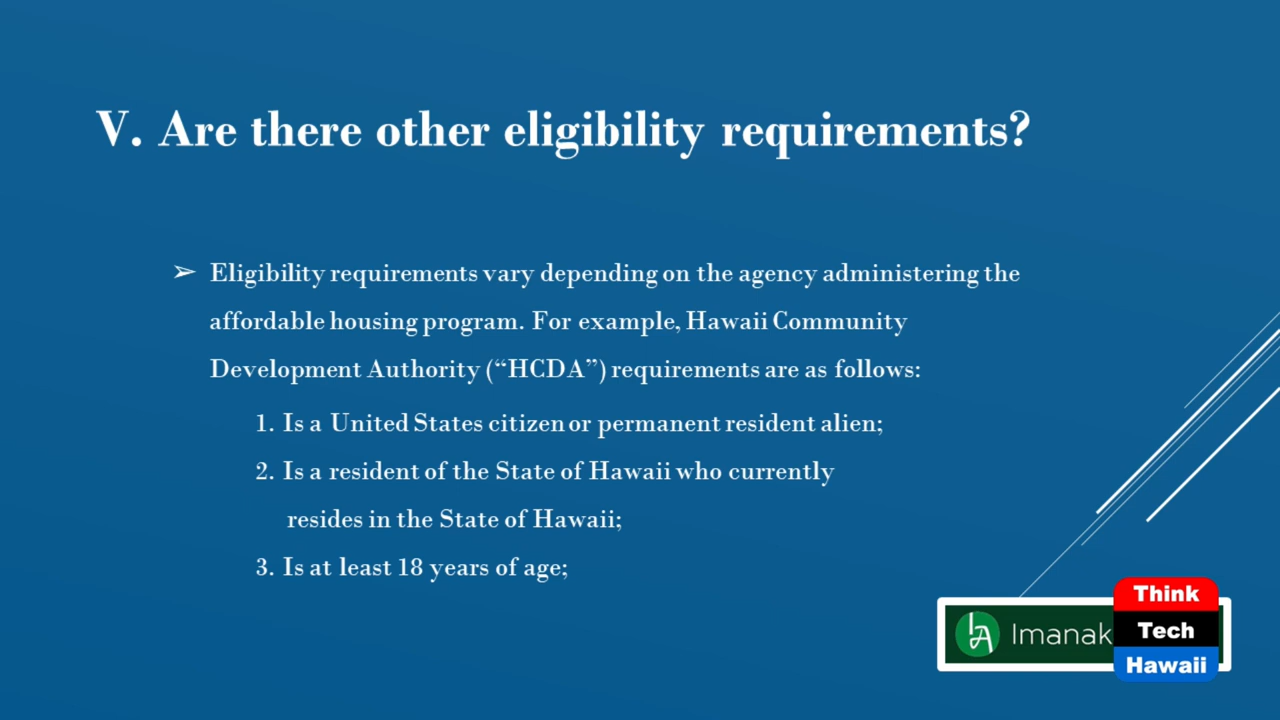 V. Are there other eligibility requirements?
➢ Eligibility requirements vary depending on the agency administering the
affordable housing program. For example, Hawaii Community
Development Authority (“HCDA”) requirements are as follows:
1. Is a United States citizen or permanent resident alien;
2. Is a resident of the State of Hawaii who currently
resides in the State of Hawaii;
3. Is at least 18 years of age;
IA Imanak
Think
Tech
Hawaii